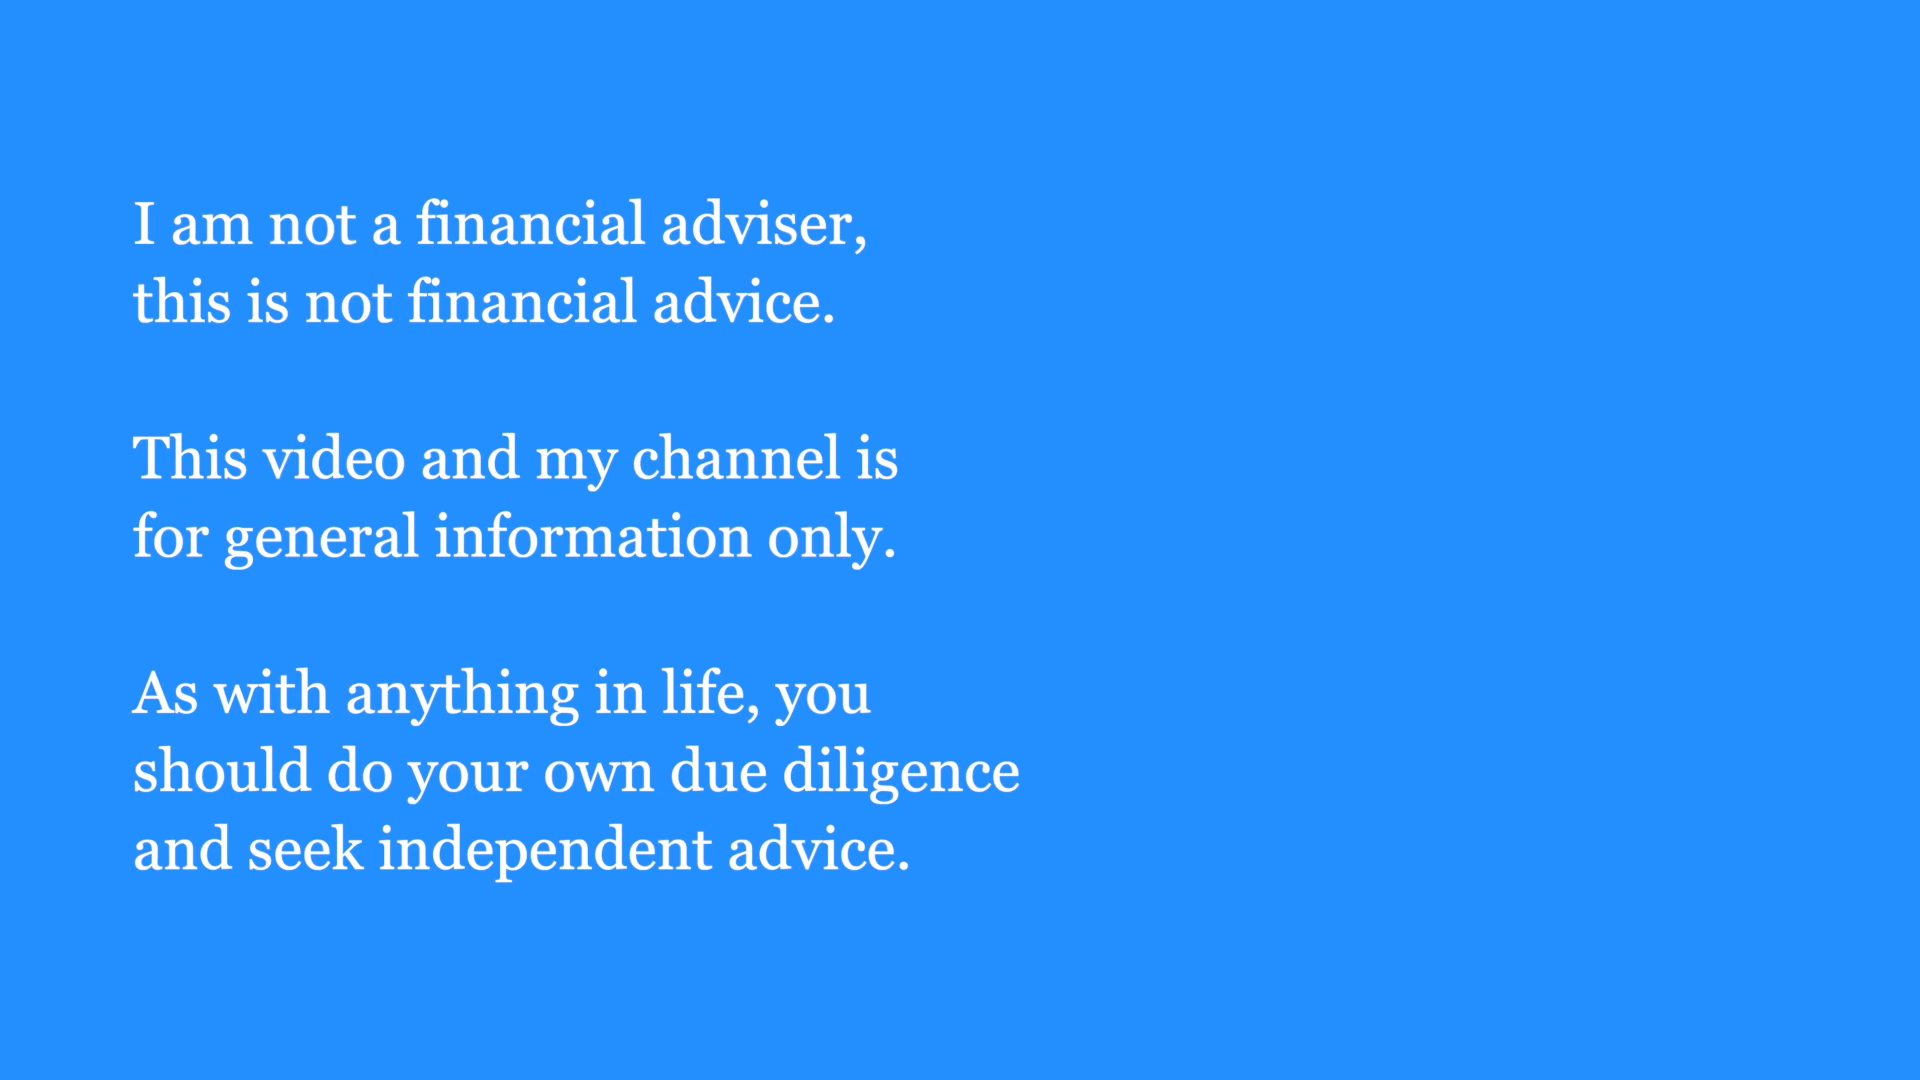 I am not a financial adviser,
this is not financial advice.
This video and my channel is
for general information only.
As with anything in life, you
should do your own due diligence
and seek independent advice.